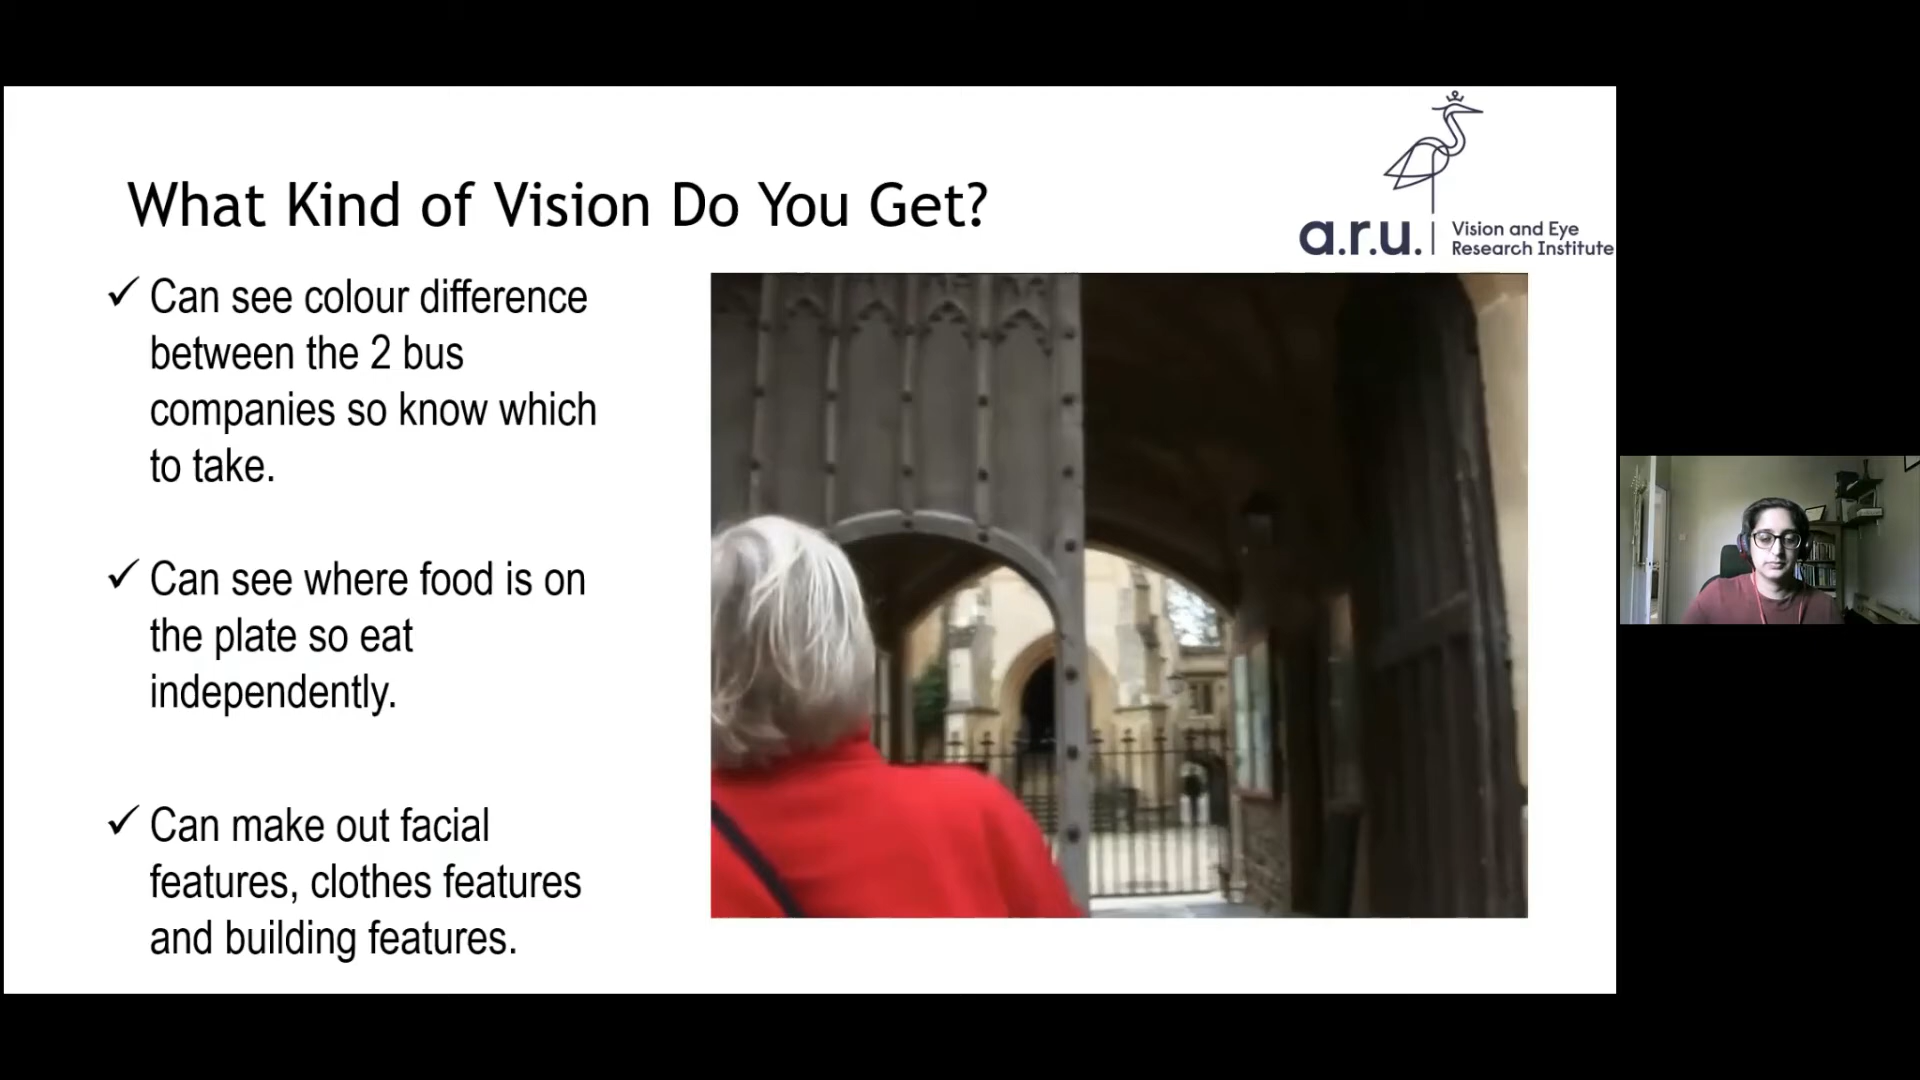 What Kind of Vision Do You Get?
a.r.u.
Vision and Eye
Research Institute
✓ Can see colour difference
between the 2 bus
companies so know which
to take.
✓ Can see where food is on
the plate so eat
independently.
✓ Can make out facial
features, clothes features
and building features.